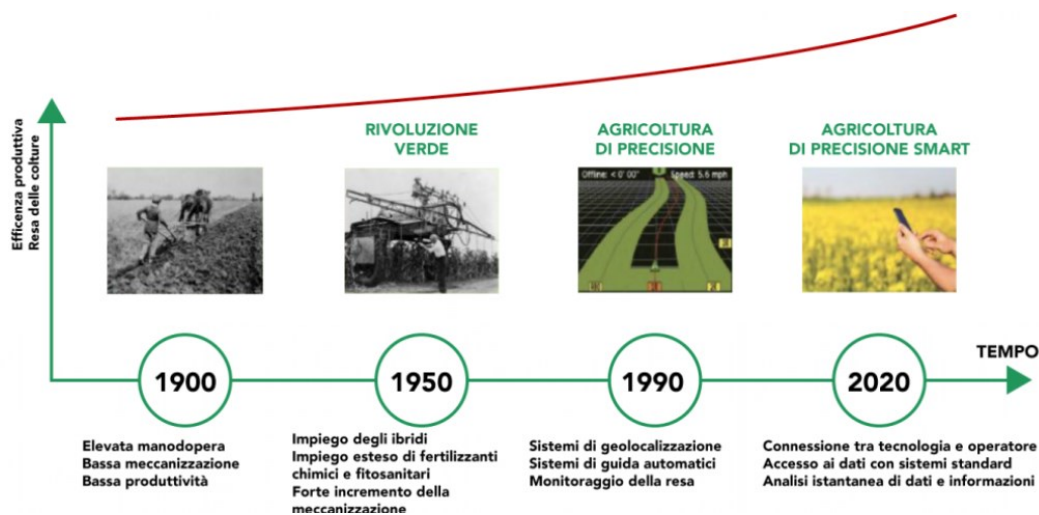 Efficenza produttiva
Resa delle colture
RIVOLUZIONE
VERDE
AGRICOLTURA
DI PRECISIONE
AGRICOLTURA
DI PRECISIONE SMART
Offline: < 0' 00" Speed: 5.6 mph
1900
1950
1990
2020
TEMPO
Elevata manodopera
Bassa meccanizzazione
Bassa produttività
Impiego degli ibridi
Impiego esteso di fertilizzanti
chimici e fitosanitari
Forte incremento della
meccanizzazione
Sistemi di geolocalizzazione
Sistemi di guida automatici
Monitoraggio della resa
Connessione tra tecnologia e operatore
Accesso ai dati con sistemi standard
Analisi istantanea di dati e informazioni